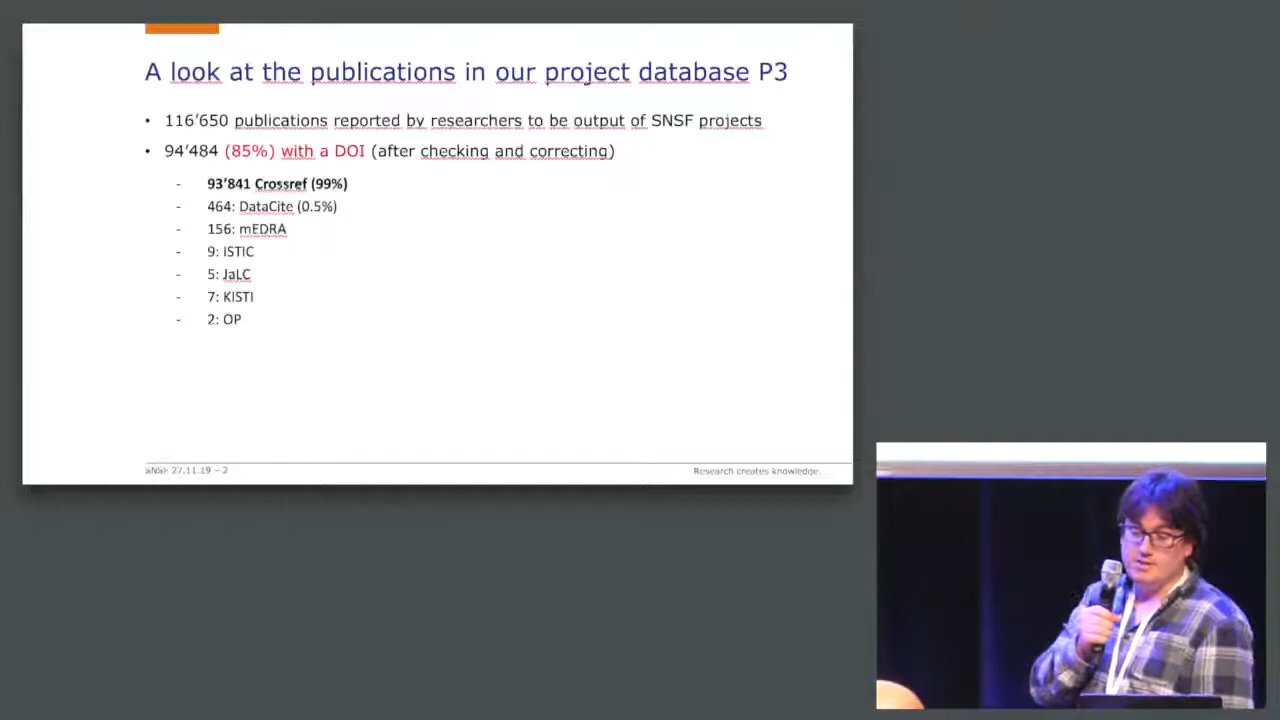 A look at the publications in our project database P3
• 116’650 publications reported by researchers to be output of SNSF projects
• 94’484 (85%) with a DOI (after checking and correcting)
- 93’841 Crossref (99%)
- 464: DataCite (0.5%)
- 156: mEDRA
- 9: ISTIC
- 5: JaLC
- 7: KISTI
- 2: OP
SNSF 27.11.19 – 2
Research creates knowledge.